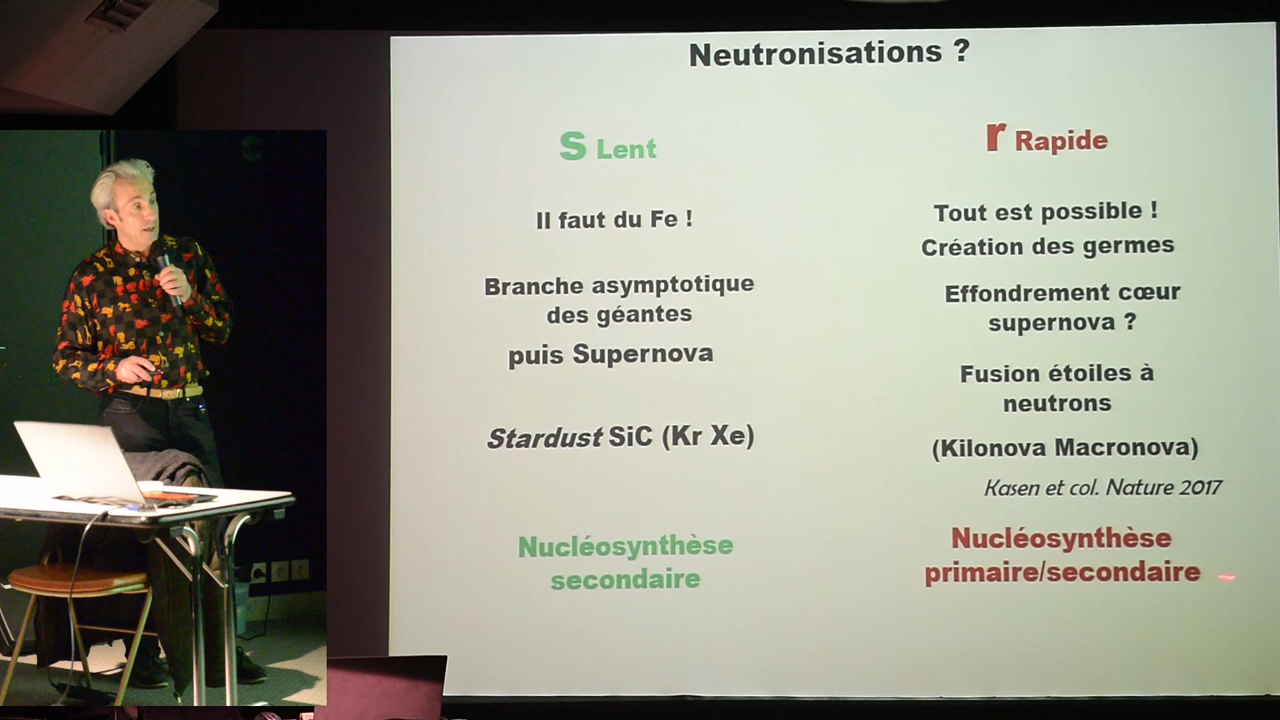 Neutronisations ?
s Lent
Il faut du Fe !
Branche asymptotique
des géantes
puis Supernova
Stardust SiC (Kr Xe)
Nucléosynthèse
secondaire
r Rapide
Tout est possible !
Création des germes
Effondrement cœur
supernova ?
Fusion étoiles à
neutrons
(Kilonova Macronova)
Kasen et col. Nature 2017
Nucléosynthèse
primaire/secondaire